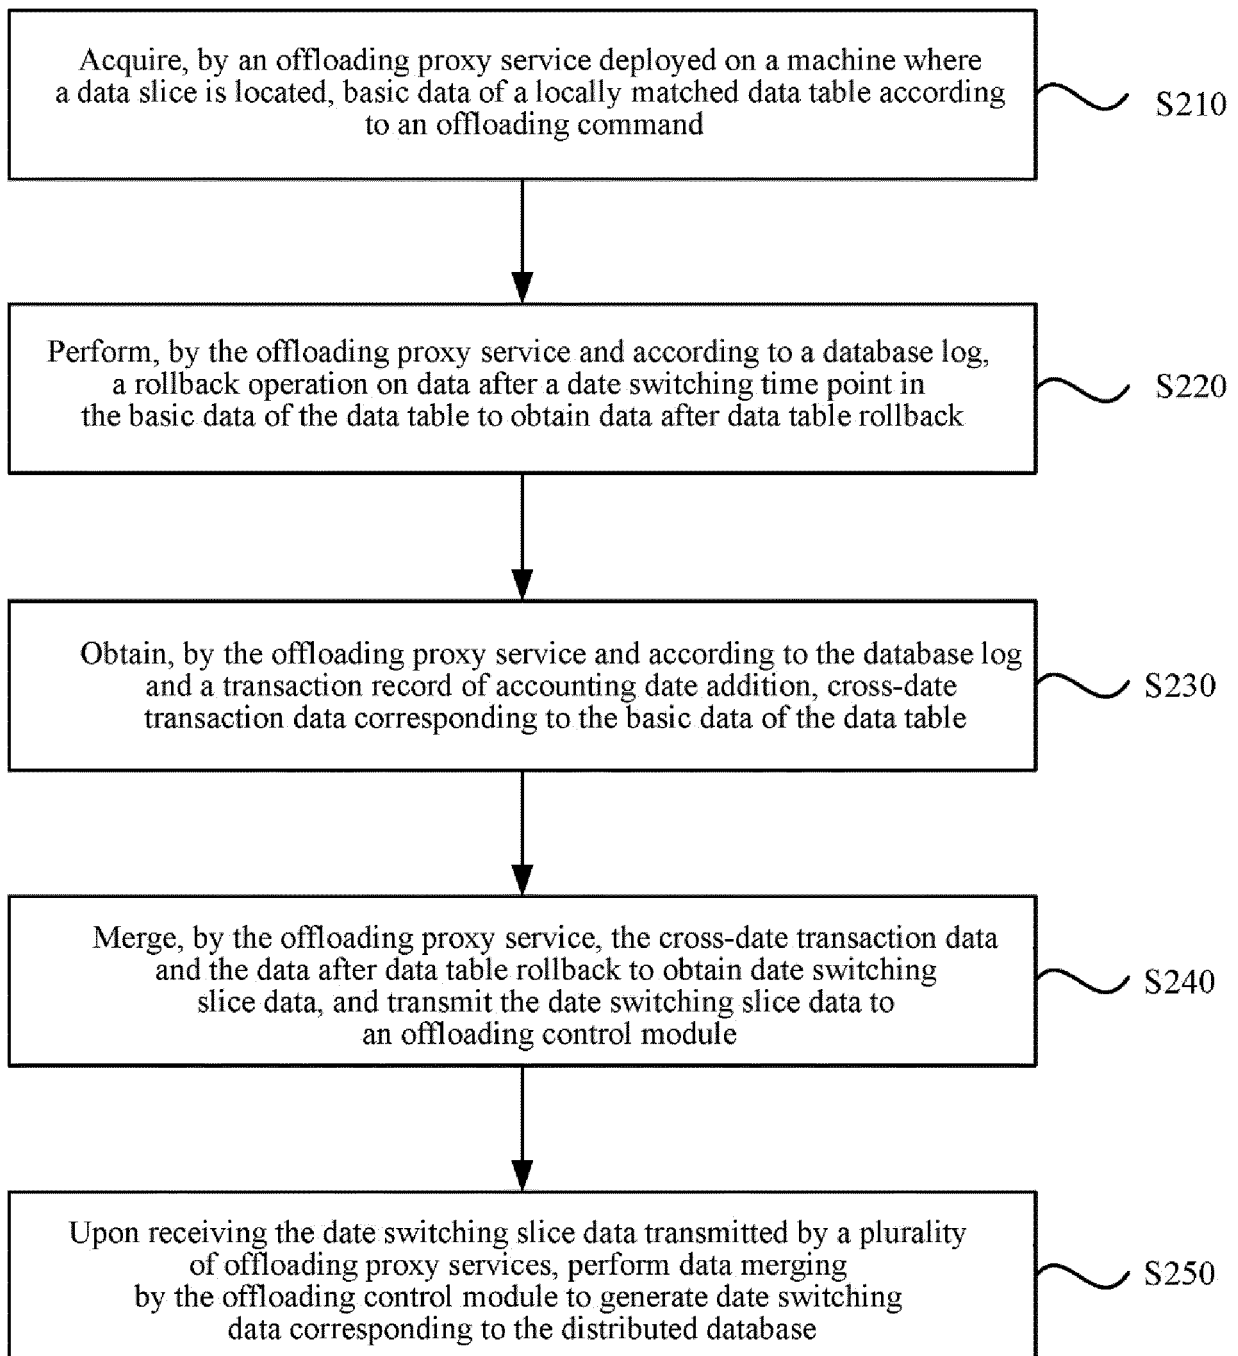 Acquire, by an offloading proxy service deployed on a machine where
a data slice is located, basic data of a locally matched data table according
to an offloading command
S210
Perform, by the offloading proxy service and according to a database log,
a rollback operation on data after a date switching time point in
the basic data of the data table to obtain data after data table rollback
S220
Obtain, by the offloading proxy service and according to the database log
and a transaction record of accounting date addition, cross-date
transaction data corresponding to the basic data of the data table
S230
Merge, by the offloading proxy service, the cross-date transaction data
and the data after data table rollback to obtain date switching
slice data, and transmit the date switching slice data to
an offloading control module
S240
Upon receiving the date switching slice data transmitted by a plurality
of offloading proxy services, perform data merging
by the offloading control module to generate date switching
data corresponding to the distributed database
S250